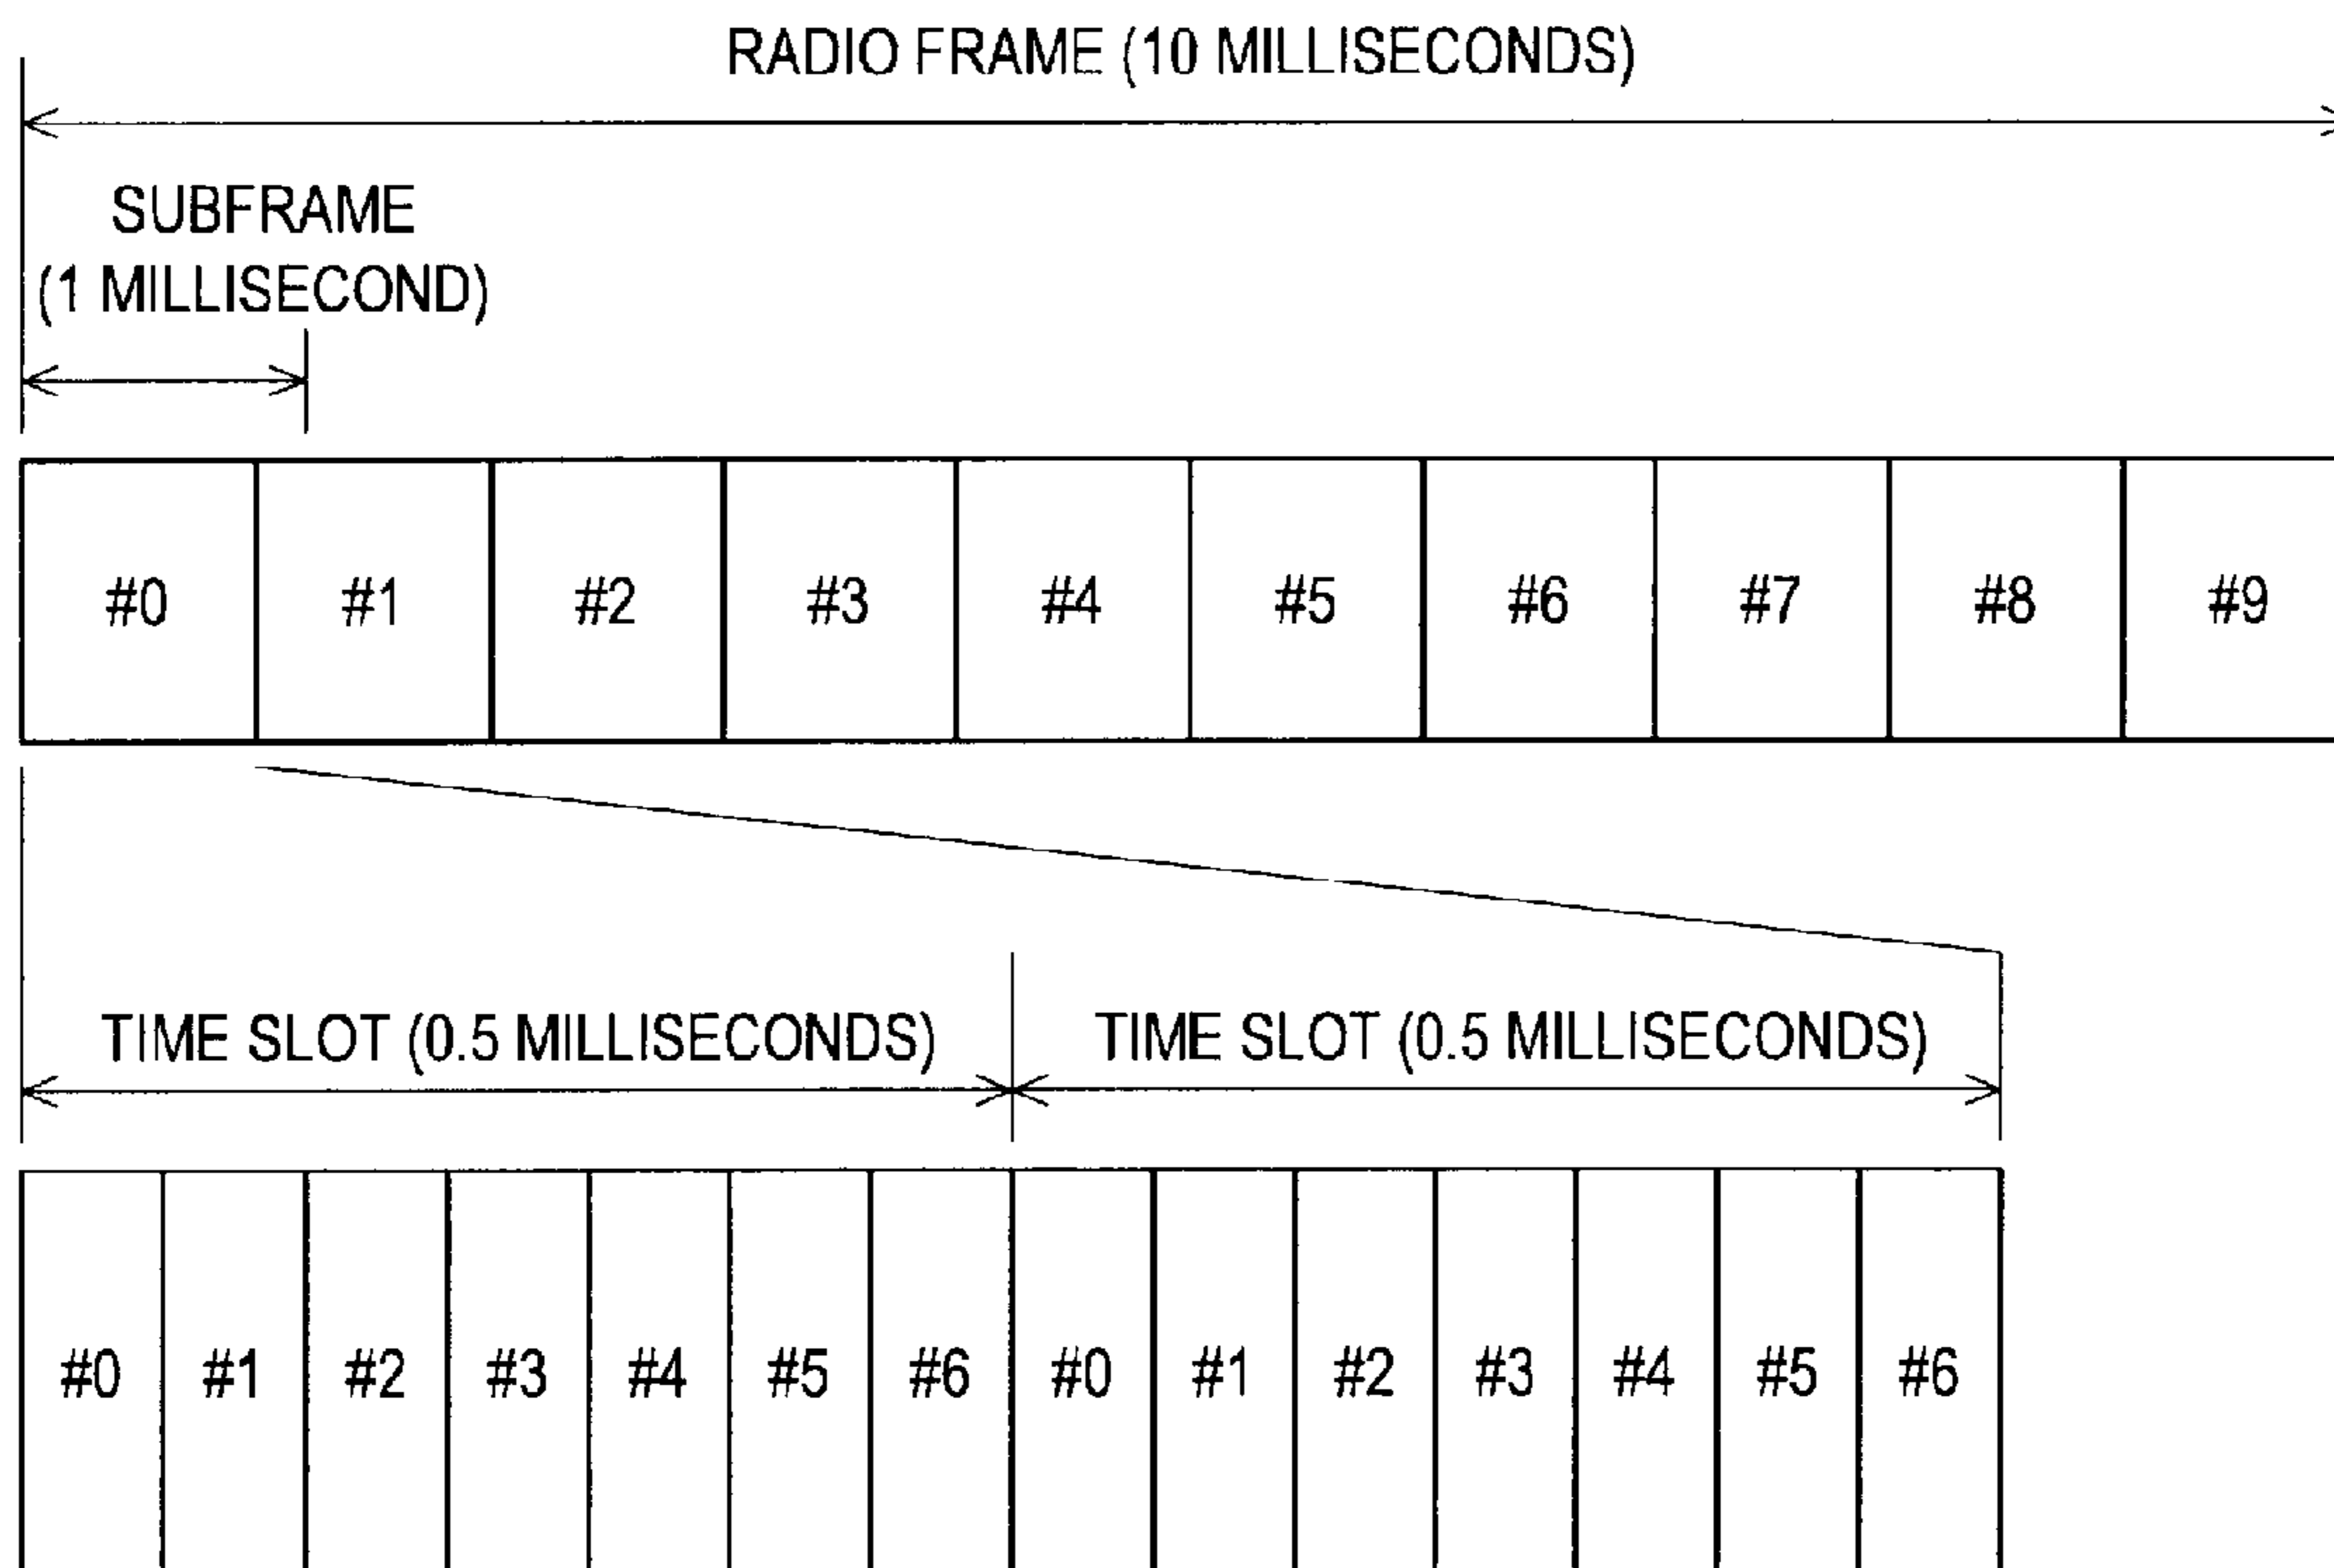 RADIO FRAME (10 MILLISECONDS)
SUBFRAME
(1 MILLISECOND)
#0 #1 #2 #3 #4 #5 #6 #7 #8 #9
TIME SLOT (0.5 MILLISECONDS) TIME SLOT (0.5 MILLISECONDS)
#0 #1 #2 #3 #4 #5 #6 #0 #1 #2 #3 #4 #5 #6